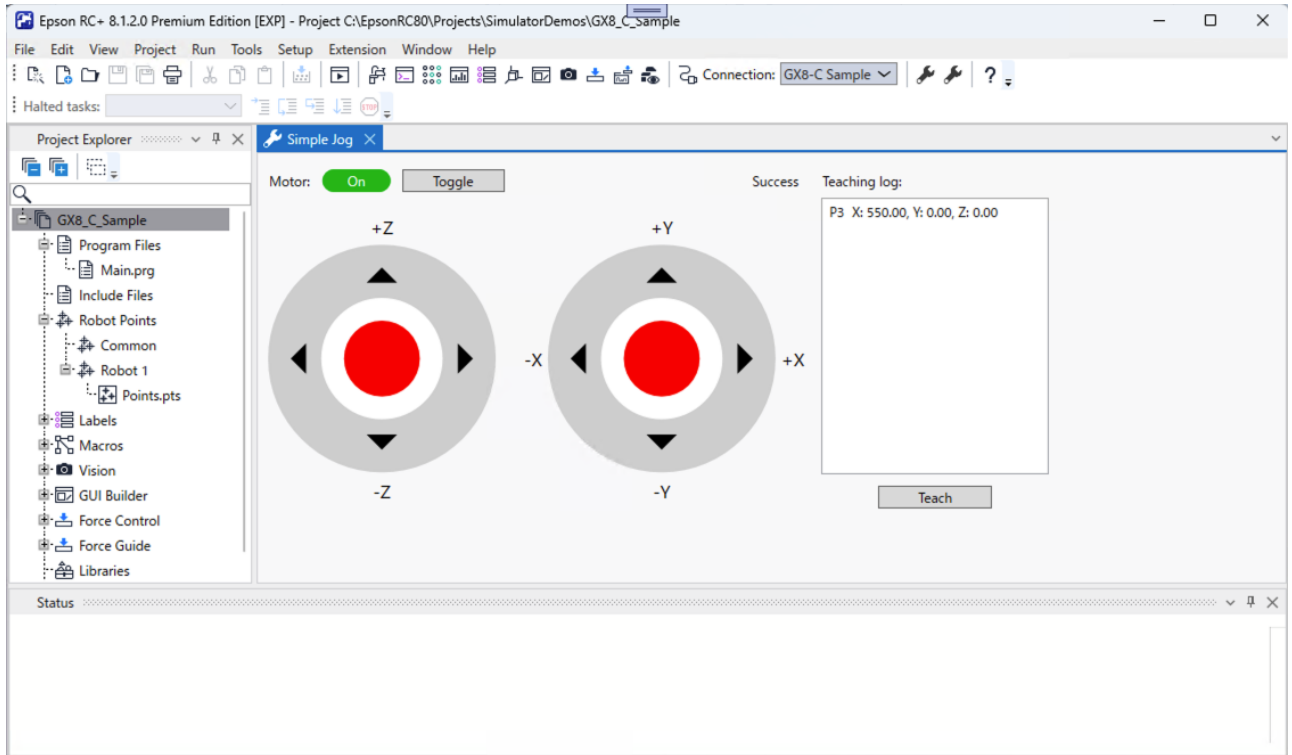 Epson RC+ 8.1.2.0 Premium Edition [EXP] - Project C:\EpsonRC80\Projects\SimulatorDemos\GX8_C_Sample
File Edit View Project Run Tools Setup Extension Window Help
Connection: GX8-C Sample
?
Halted tasks:
STOP
Project Explorer
Simple Jog
Motor: On Toggle Success Teaching log:
P3 X: 550.00, Y: 0.00, Z: 0.00
GX8_C_Sample
Program Files
Main.prg
Include Files
Robot Points
Common
Robot 1
Points.pts
Labels
Macros
Vision
GUI Builder
Force Control
Force Guide
Libraries
+Z
-Z
+Y
-X
+X
-Y
Teach
Status